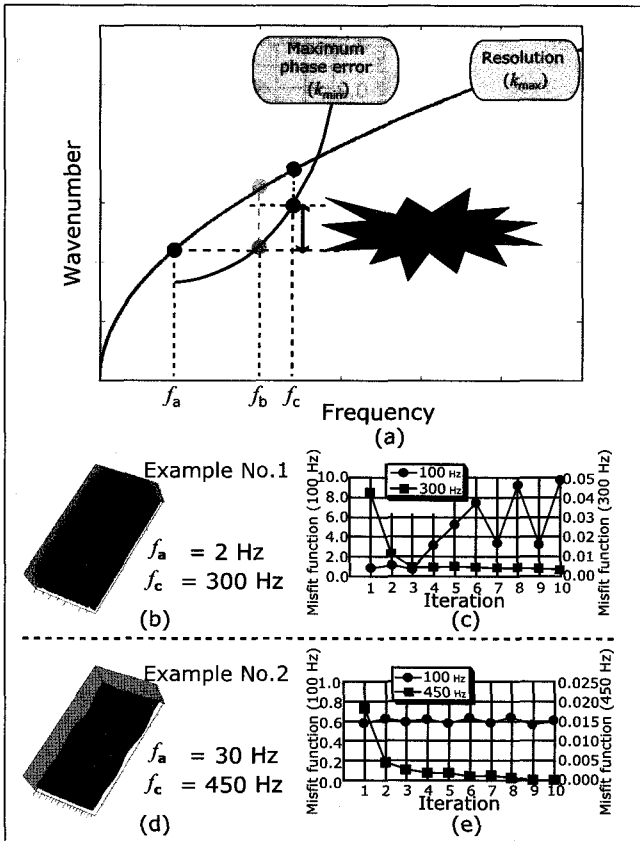 Maximum
phase error
(kmin)
Resolution
(kmax)
Wavenumber
fa
fb
fc
Frequency
(a)
Example No.1
fa = 2 Hz
fc = 300 Hz
(b)
Misfit function (100 Hz)
10.0
8.0
6.0
4.0
2.0
0.0
100 Hz
300 Hz
0.05
0.04
0.03
0.02
0.01
0.00
Misfit function (300 Hz)
1 2 3 4 5 6 7 8 9 10
Iteration
(c)
Example No.2
fa = 30 Hz
fc = 450 Hz
(d)
Misfit function (100 Hz)
1.0
0.8
0.6
0.4
0.2
0.0
100 Hz
450 Hz
0.025
0.020
0.015
0.010
0.005
0.000
Misfit function (450 Hz)
1 2 3 4 5 6 7 8 9 10
Iteration
(e)